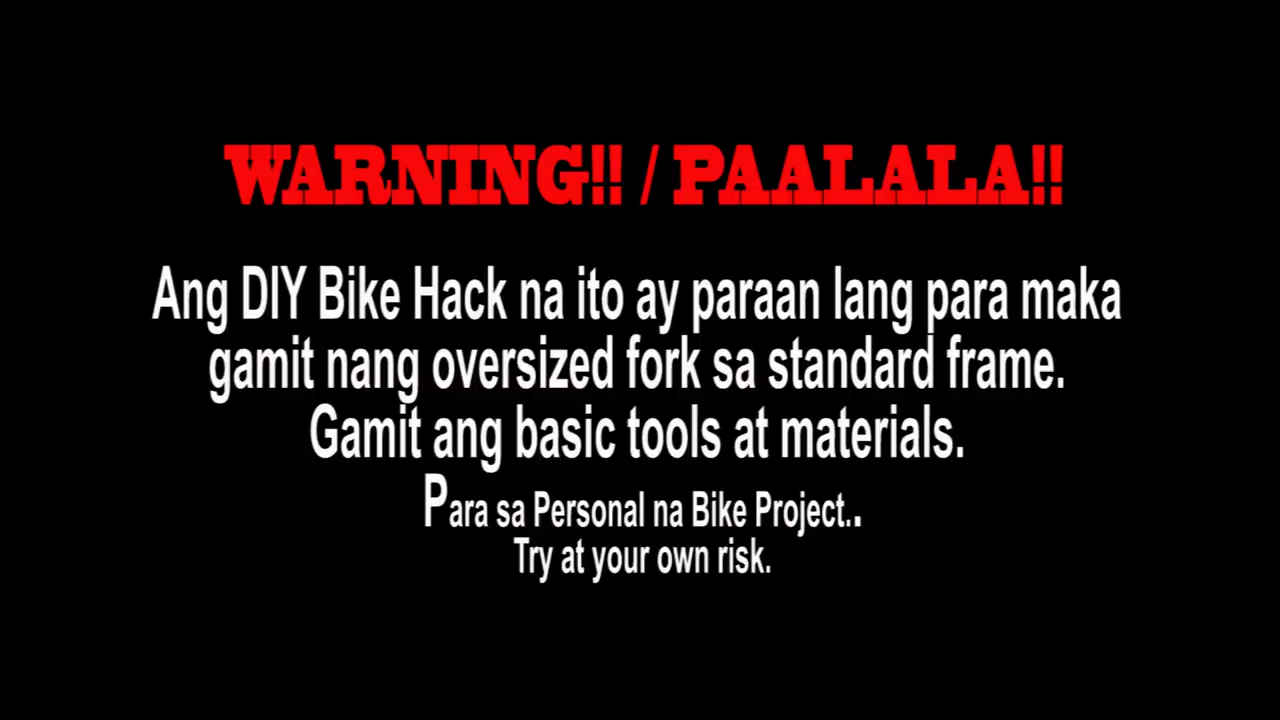 WARNING!! / PAALALA!!
Ang DIY Bike Hack na ito ay paraan lang para maka
gamit nang oversized fork sa standard frame.
Gamit ang basic tools at materials.
Para sa Personal na Bike Project..
Try at your own risk.